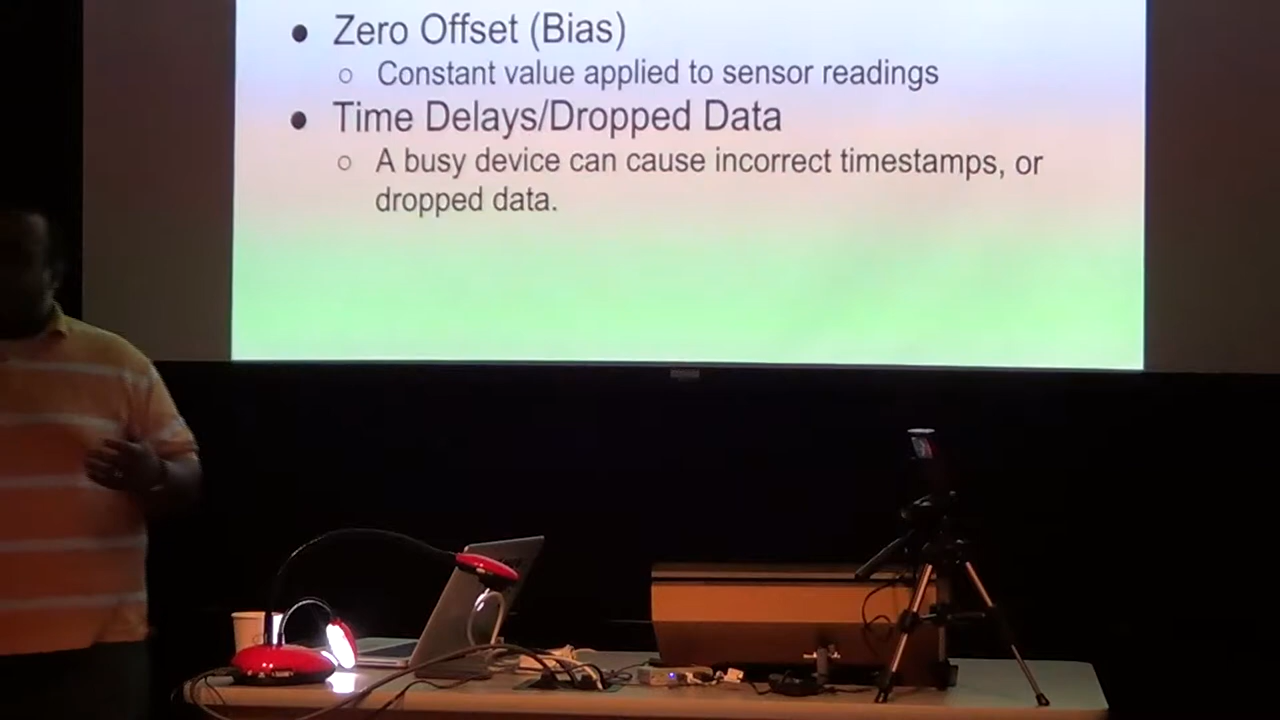 ● Zero Offset (Bias)
○ Constant value applied to sensor readings
● Time Delays/Dropped Data
○ A busy device can cause incorrect timestamps, or
dropped data.